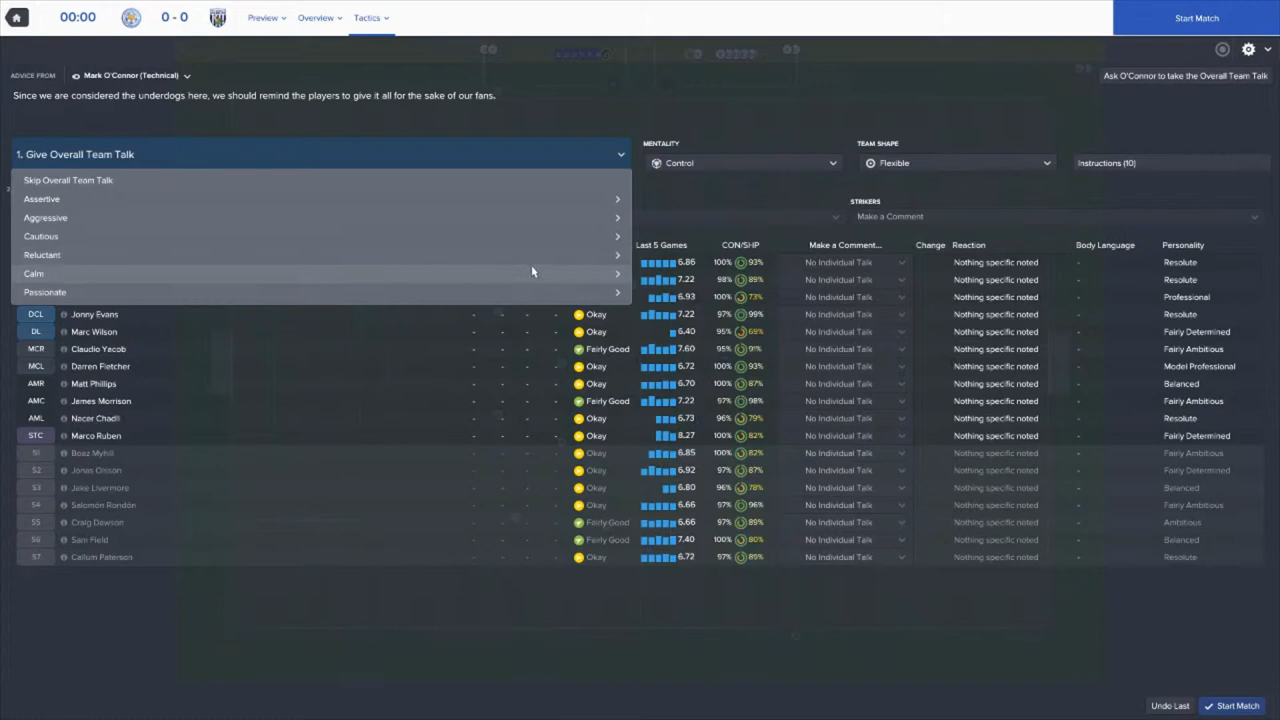 00:00 0 - 0 Preview Overview Tactics Start Match
ADVICE FROM Mark O'Connor (Technical) Ask O'Connor to take the Overall Team Talk
Since we are considered the underdogs here, we should remind the players to give it all for the sake of our fans.
MENTALITY TEAM SHAPE
1. Give Overall Team Talk Control Flexible Instructions (10)
Skip Overall Team Talk
Assertive STRIKERS
Aggressive Make a Comment
Cautious Last 5 Games CON/SHP Make a Comment... Change Reaction Body Language Personality
Reluctant 6.86 100% 93% No Individual Talk Nothing specific noted - Resolute
Calm 7.22 98% 89% No Individual Talk Nothing specific noted - Resolute
Passionate 6.93 100% 73% No Individual Talk Nothing specific noted - Professional
DCL Jonny Evans - - - - Okay 7.22 97% 99% No Individual Talk Nothing specific noted - Resolute
DL Marc Wilson - - - - Okay 6.40 95% 69% No Individual Talk Nothing specific noted - Fairly Determined
MCR Claudio Yacob - - - - Fairly Good 7.60 95% 91% No Individual Talk Nothing specific noted - Fairly Ambitious
MCL Darren Fletcher - - - - Okay 6.72 100% 93% No Individual Talk Nothing specific noted - Model Professional
AMR Matt Phillips - - - - Okay 6.70 100% 87% No Individual Talk Nothing specific noted - Balanced
AMC James Morrison - - - - Fairly Good 7.22 97% 98% No Individual Talk Nothing specific noted - Fairly Ambitious
AML Nacer Chadli - - - - Okay 6.73 96% 79% No Individual Talk Nothing specific noted - Resolute
STC Marco Ruben - - - - Okay 8.27 100% 82% No Individual Talk Nothing specific noted - Fairly Determined
S1 Boaz Myhill - - - - Okay 6.85 100% 82% No Individual Talk Nothing specific noted - Fairly Ambitious
S2 Jonas Olsson - - - - Okay 6.92 97% 87% No Individual Talk Nothing specific noted - Fairly Determined
S3 Jake Livermore - - - - Okay 6.80 96% 78% No Individual Talk Nothing specific noted - Balanced
S4 Salomón Rondón - - - - Okay 6.66 97% 96% No Individual Talk Nothing specific noted - Fairly Ambitious
S5 Craig Dawson - - - - Fairly Good 6.66 97% 89% No Individual Talk Nothing specific noted - Ambitious
S6 Sam Field - - - - Fairly Good 7.40 100% 80% No Individual Talk Nothing specific noted - Balanced
S7 Callum Paterson - - - - Okay 6.72 97% 89% No Individual Talk Nothing specific noted - Resolute
Undo Last Start Match